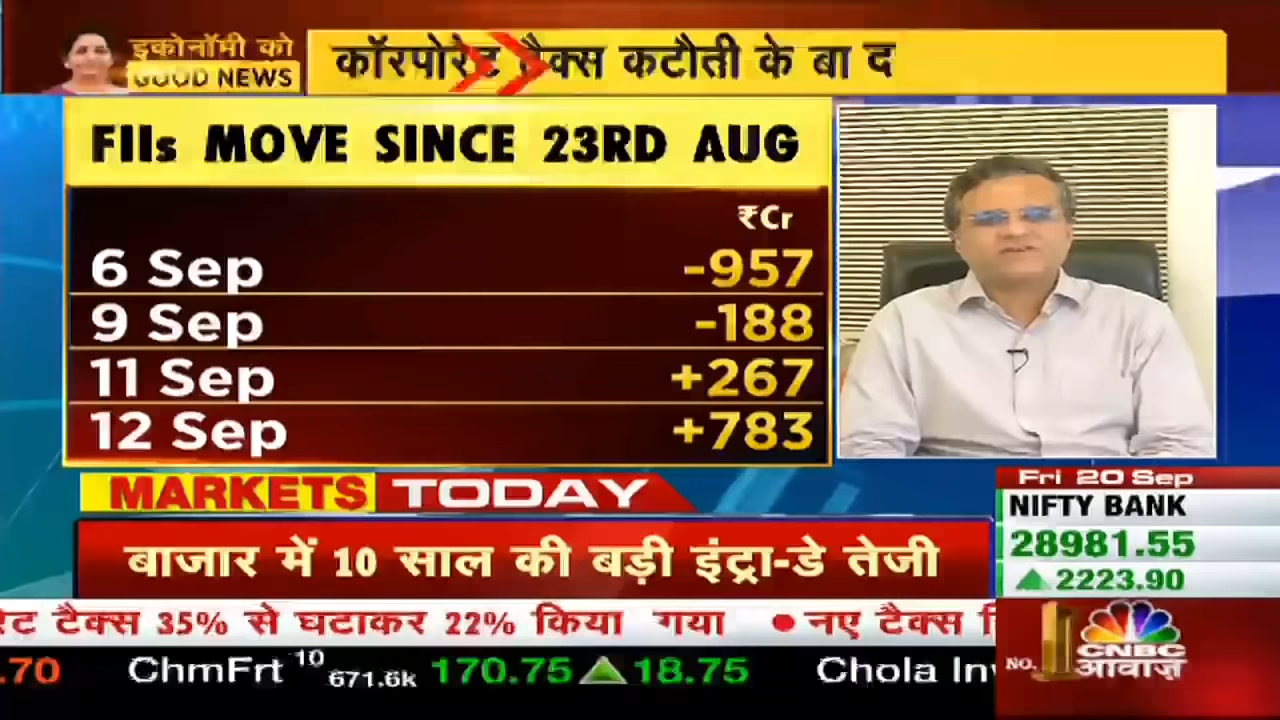 इकोनॉमी को
GOOD NEWS
कॉरपोरेट टैक्स कटौती के बा द
FIIs MOVE SINCE 23RD AUG
₹Cr
6 Sep -957
9 Sep -188
11 Sep +267
12 Sep +783
MARKETS TODAY
बाजार में 10 साल की बड़ी इंट्रा-डे तेजी
Fri 20 Sep
NIFTY BANK
28981.55
2223.90
टैक्स 35% से घटाकर 22% किया गया ● नए टैक्स
.70 ChmFrt 10 671.6k 170.75 18.75 Chola
NO. 1 CNBC
आवाज़